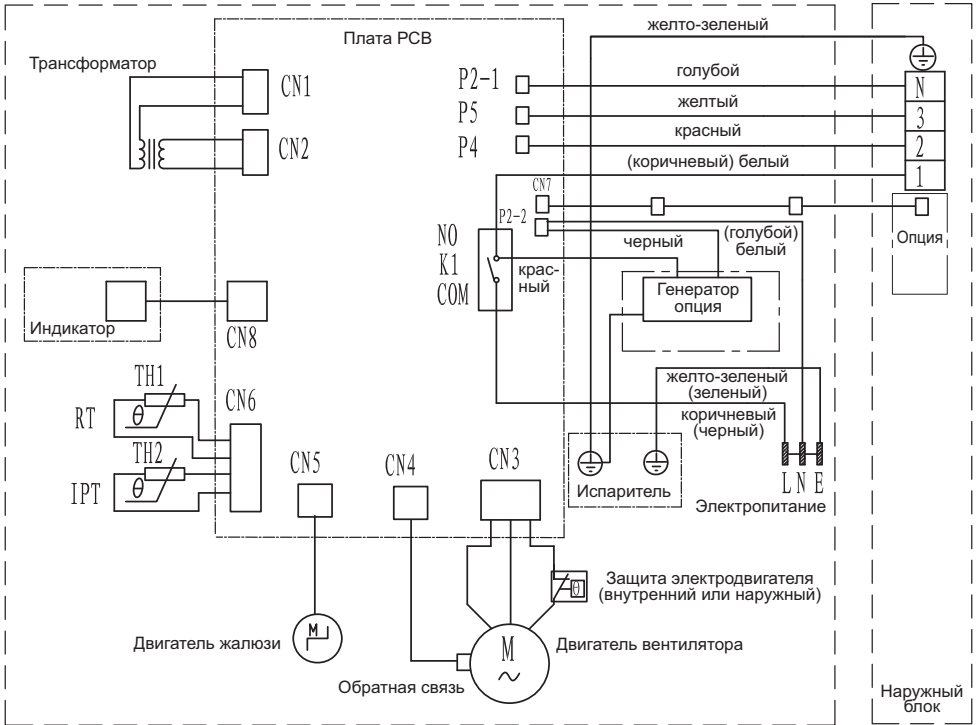 желто-зеленый
Плата PCB
Трансформатор
CN1
CN2
P2-1
голубой
N
P5
желтый
3
P4
красный
2
(коричневый) белый
1
CN7
P2-2
(голубой)
белый
черный
Опция
NO
K1
COM
крас-
ный
Генератор
опция
Индикатор
CN8
желто-зеленый
(зеленый)
коричневый
(черный)
TH1
RT
θ
CN6
TH2
IPT
θ
CN5
CN4
CN3
Испаритель
L N E
Электропитание
θ
Защита электродвигателя
(внутренний или наружный)
M
Двигатель жалюзи
M
Двигатель вентилятора
Обратная связь
Наружный
блок